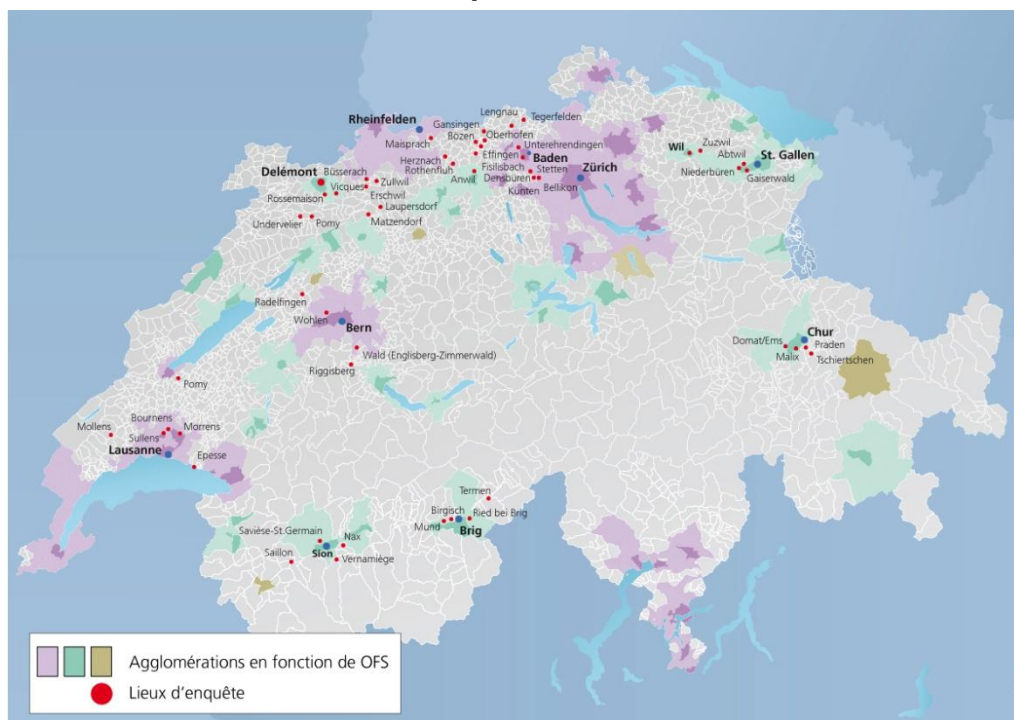 Lengnau
Tegerfelden
Rheinfelden
Gansingen
Bözen
Oberhofen
Maisprach
Unterehrendingen
Herznach
Effingen
Baden
Rothenfluh
Fislisbach
Stetten
Zürich
Anwil
Densbüren
Künten
Bellikon
Wil
Zuzwil
Abtwil
St. Gallen
Niederbüren
Gaiserwald
Delémont
Büsserach
Zullwil
Vicques
Rossemaison
Erschwil
Laupersdorf
Undervelier
Pomy
Matzendorf
Radelfingen
Wohlen
Bern
Wald (Englisberg-Zimmerwald)
Riggisberg
Chur
Domat/Ems
Praden
Malix
Tschiertschen
Pomy
Bournens
Mollens
Morrens
Sullens
Lausanne
Epesse
Termen
Birgisch
Ried bei Brig
Mund
Brig
Savièse-St.Germain
Nax
Saillon
Sion
Vernamiège
Agglomérations en fonction de OFS
Lieux d'enquête